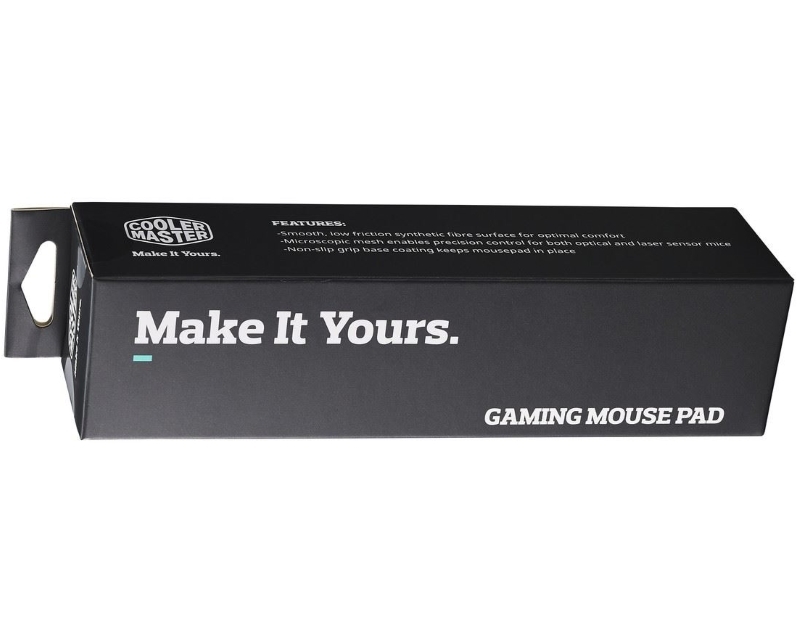 COOLER
MASTER
Make It Yours.
FEATURES:
-Smooth, low friction synthetic fibre surface for optimal comfort
-Microscopic mesh enables precision control for both optical and laser sensor mice
-Non-slip grip base coating keeps mousepad in place
Make It Yours.
GAMING MOUSE PAD